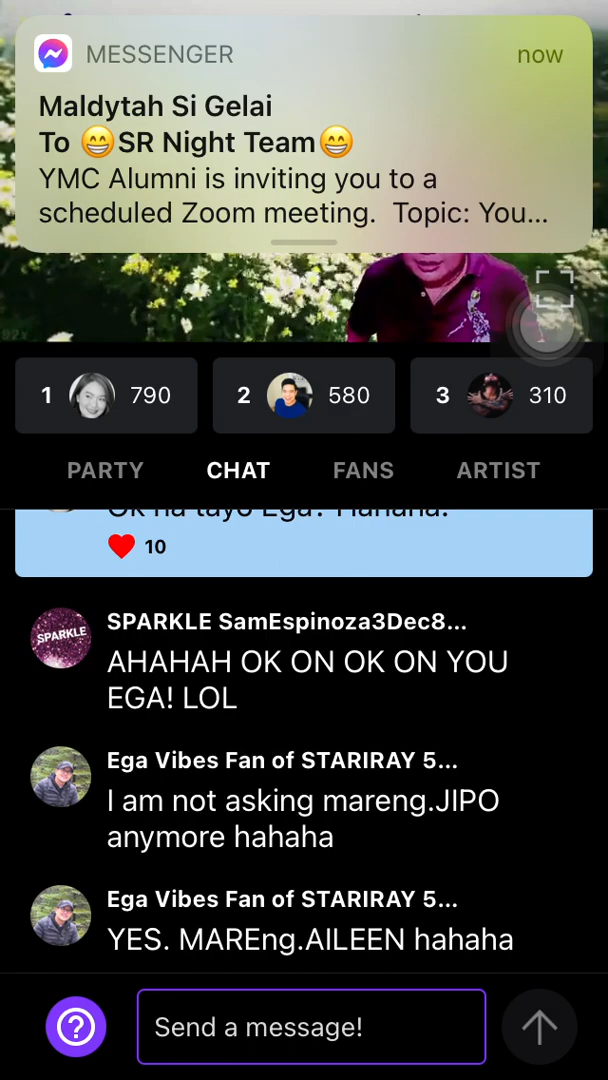 MESSENGER
now
Maldytah Si Gelai
To 😁SR Night Team😁
YMC Alumni is inviting you to a
scheduled Zoom meeting. Topic: You...
1 790
2 580
3 310
PARTY CHAT FANS ARTIST
Ok na tayo Ega? Hahaha!
10
SPARKLE
SPARKLE SamEspinoza3Dec8...
AHAHAH OK ON OK ON YOU
EGA! LOL
Ega Vibes Fan of STARIRAY 5...
I am not asking mareng.JIPO
anymore hahaha
Ega Vibes Fan of STARIRAY 5...
YES. MAREng.AILEEN hahaha
Send a message!